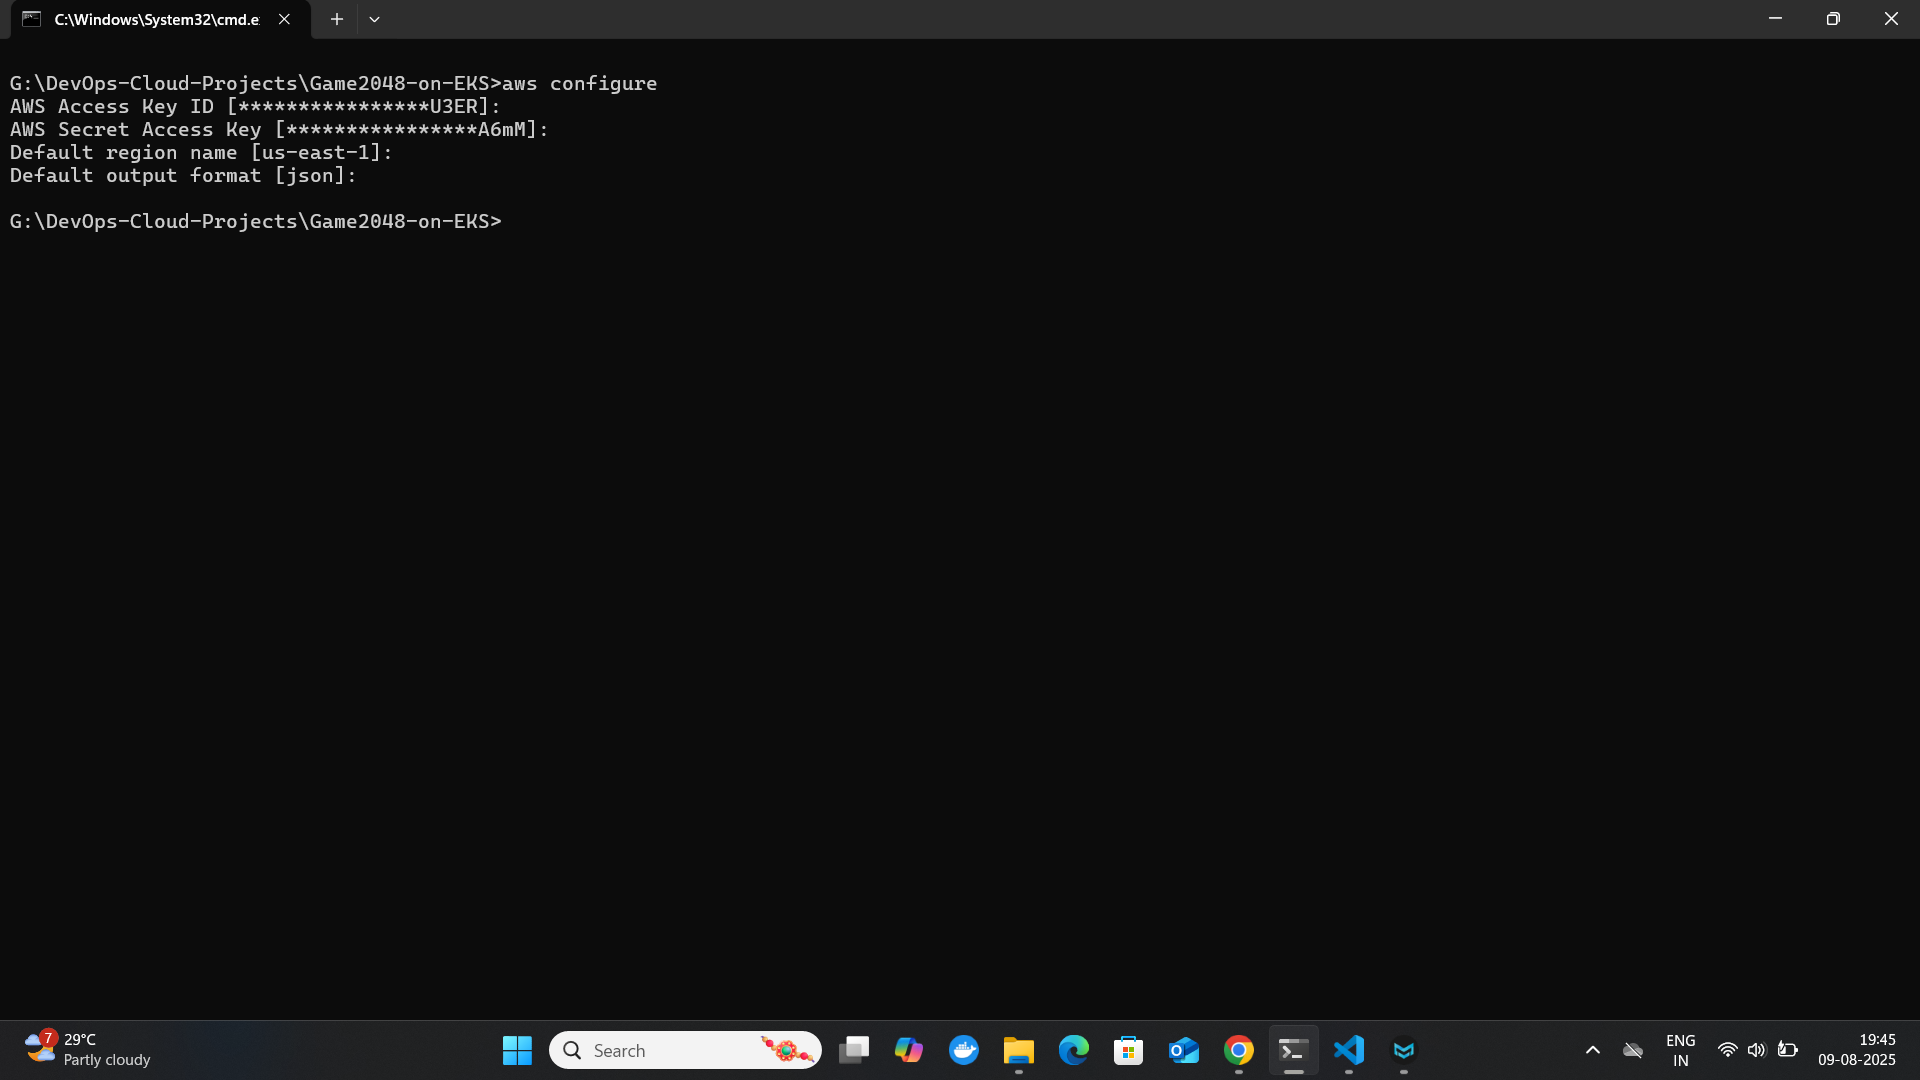 C:\Windows\System32\cmd.e
G:\DevOps-Cloud-Projects\Game2048-on-EKS>aws configure
AWS Access Key ID [****************U3ER]:
AWS Secret Access Key [****************A6mM]:
Default region name [us-east-1]:
Default output format [json]:
G:\DevOps-Cloud-Projects\Game2048-on-EKS>
7
29°C
Partly cloudy
Search
ENG
IN
19:45
09-08-2025